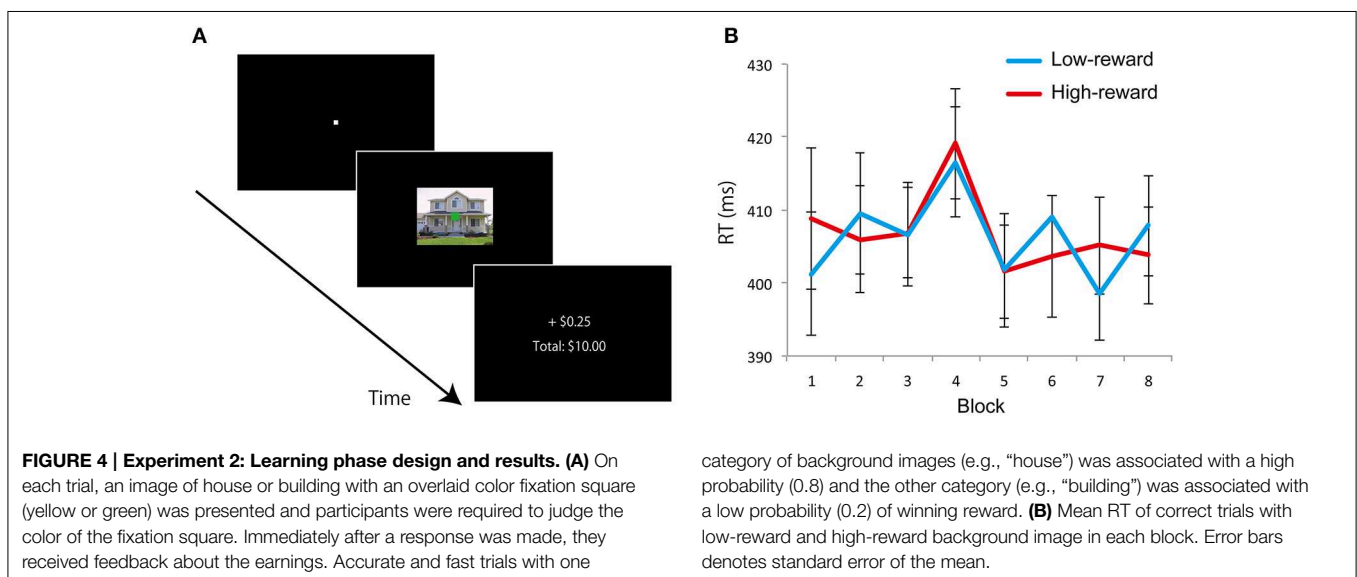 A
+ $0.25
Total: $10.00
Time
B
430
420
410
400
390
RT (ms)
Low-reward
High-reward
1 2 3 4 5 6 7 8
Block
FIGURE 4 | Experiment 2: Learning phase design and results. (A) On
each trial, an image of house or building with an overlaid color fixation square
(yellow or green) was presented and participants were required to judge the
color of the fixation square. Immediately after a response was made, they
received feedback about the earnings. Accurate and fast trials with one
category of background images (e.g., “house”) was associated with a high
probability (0.8) and the other category (e.g., “building”) was associated with
a low probability (0.2) of winning reward. (B) Mean RT of correct trials with
low-reward and high-reward background image in each block. Error bars
denotes standard error of the mean.